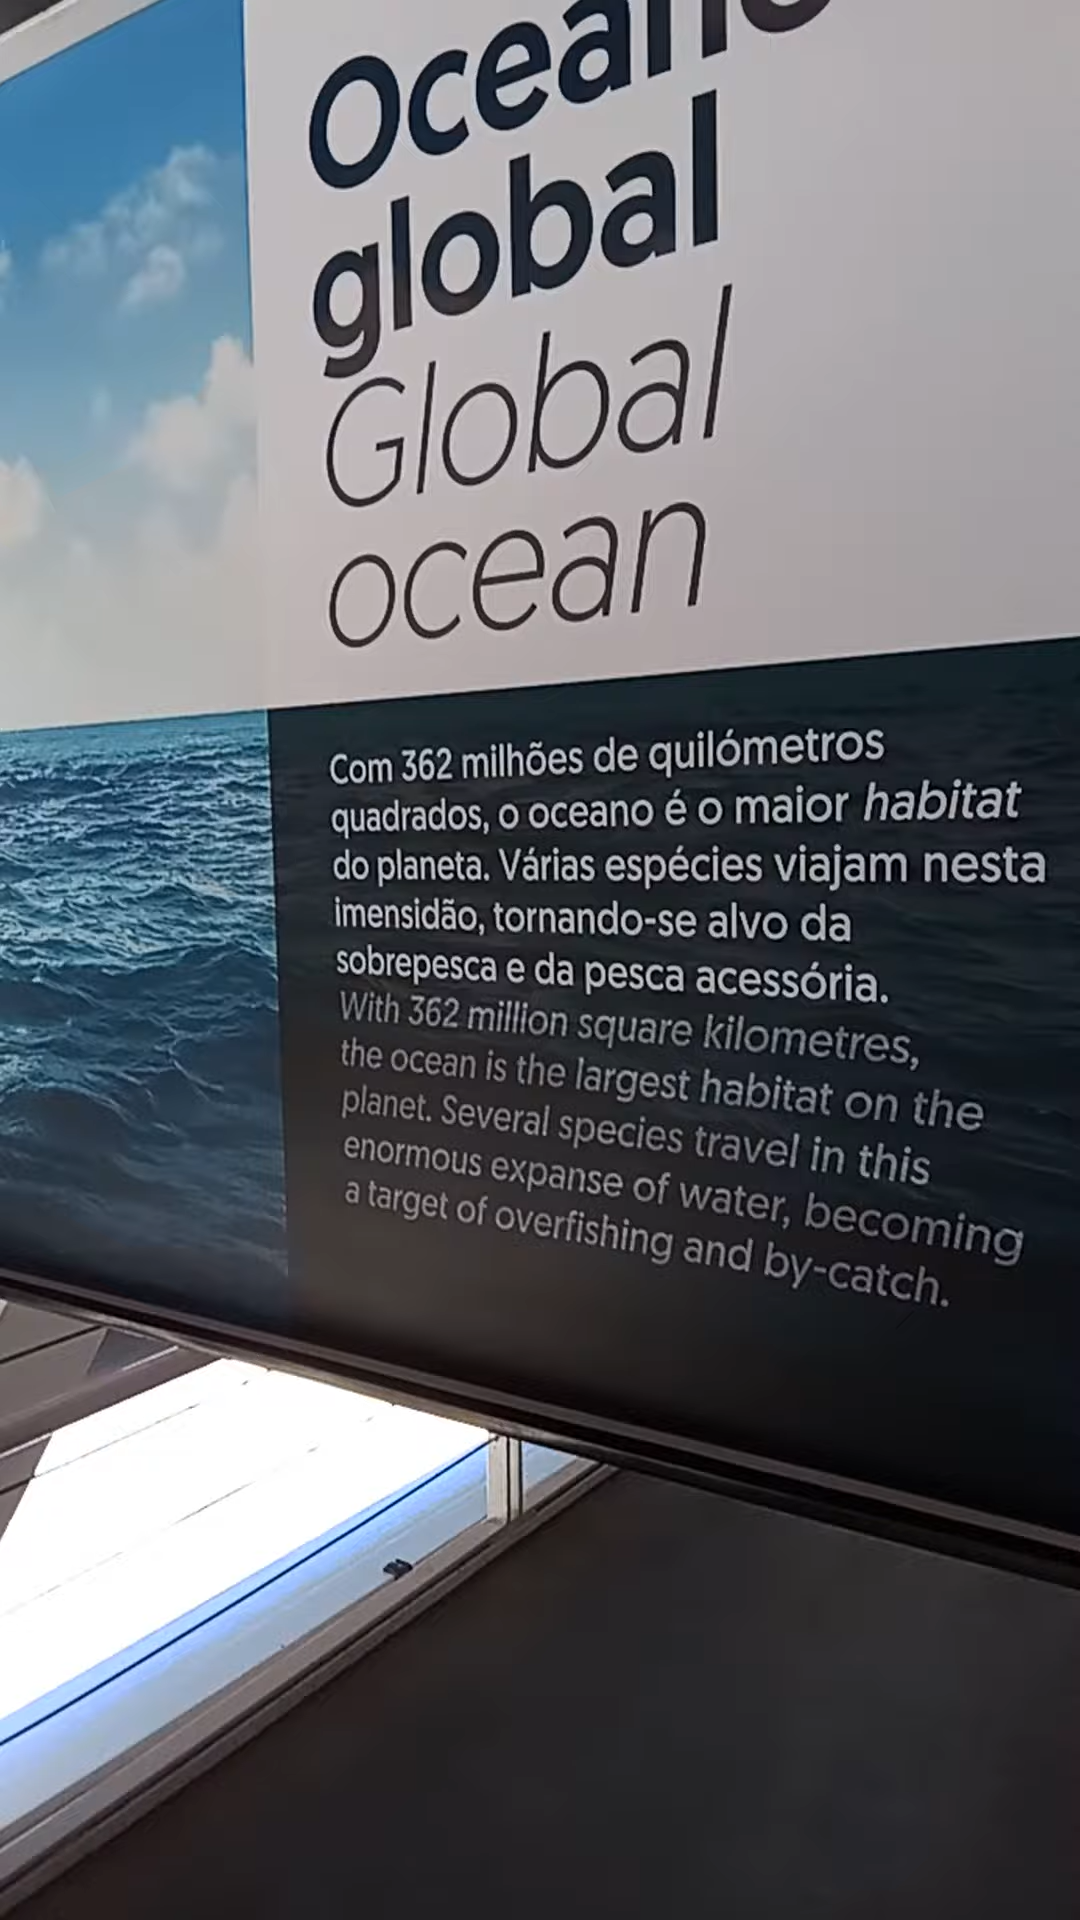 Oceano
global
Global
ocean
Com 362 milhões de quilómetros
quadrados, o oceano é o maior habitat
do planeta. Várias espécies viajam nesta
imensidão, tornando-se alvo da
sobrepesca e da pesca acessória.
With 362 million square kilometres,
the ocean is the largest habitat on the
planet. Several species travel in this
enormous expanse of water, becoming
a target of overfishing and by-catch.